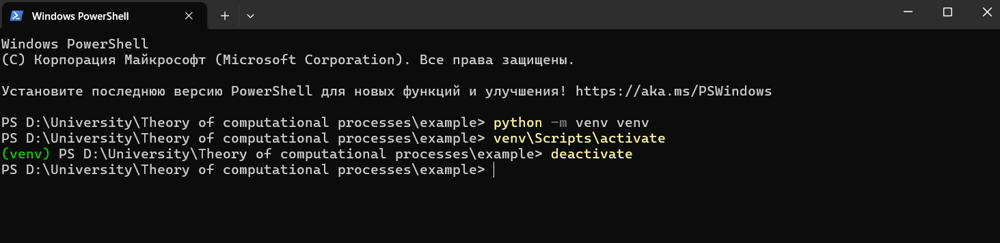 Windows PowerShell
Windows PowerShell
(C) Корпорация Майкрософт (Microsoft Corporation). Все права защищены.
Установите последнюю версию PowerShell для новых функций и улучшения! https://aka.ms/PSWindows
PS D:\University\Theory of computational processes\example> python -m venv venv
PS D:\University\Theory of computational processes\example> venv\Scripts\activate
(venv) PS D:\University\Theory of computational processes\example> deactivate
PS D:\University\Theory of computational processes\example>